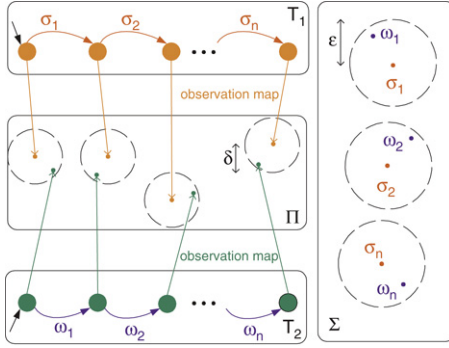 σ₁ σ₂ σₙ T₁
•••
observation map
δ
Π
observation map
•••
ω₁ ω₂ ωₙ T₂
ε
ω₁
σ₁
ω₂
σ₂
σₙ
ωₙ
Σ